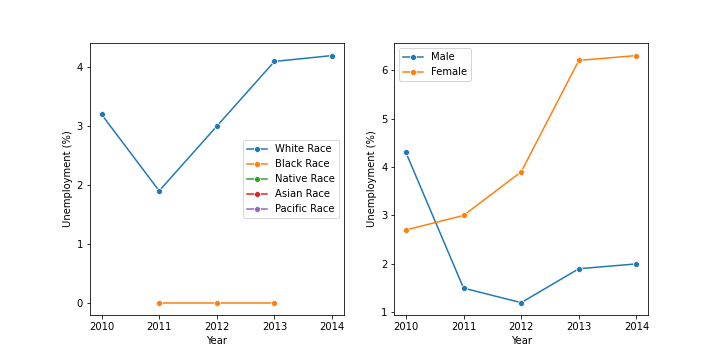 Unemployment (%)
4
3
2
1
0
2010 2011 2012 2013 2014
Year
White Race
Black Race
Native Race
Asian Race
Pacific Race
Unemployment (%)
6
5
4
3
2
1
2010 2011 2012 2013 2014
Year
Male
Female